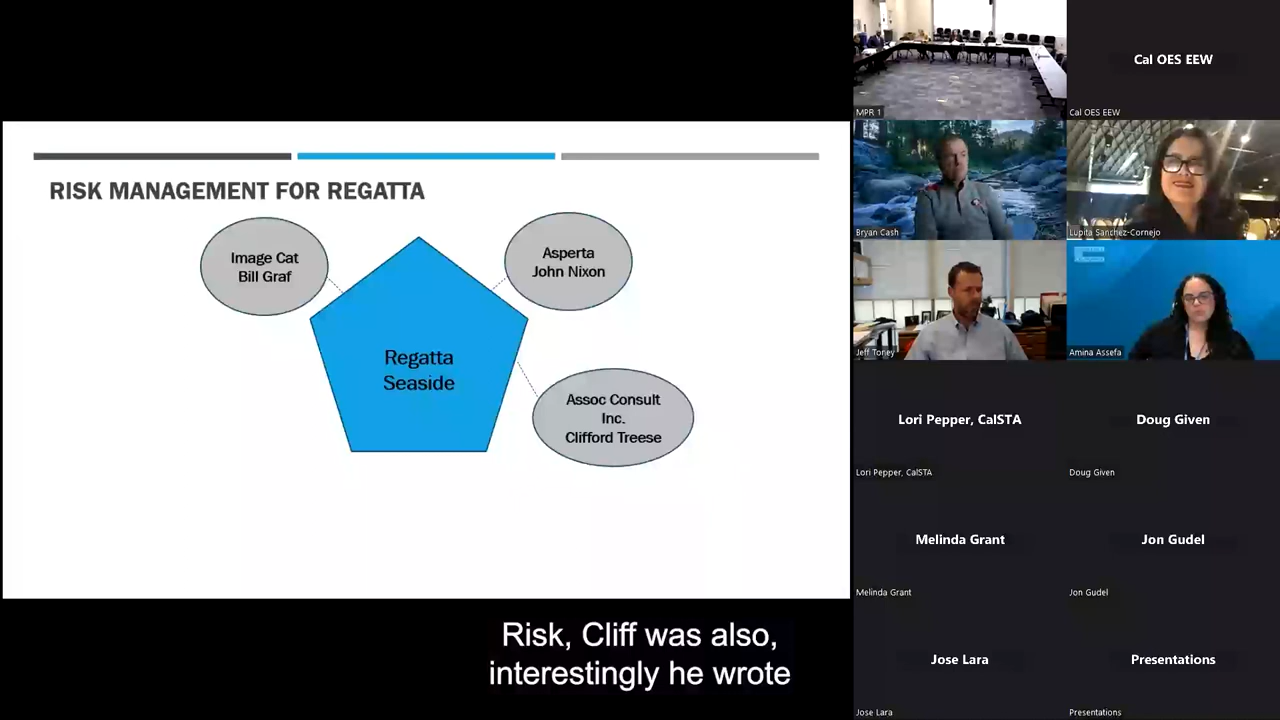 RISK MANAGEMENT FOR REGATTA
Image Cat
Bill Graf
Asperta
John Nixon
Regatta
Seaside
Assoc Consult
Inc.
Clifford Treese
Risk, Cliff was also,
interestingly he wrote
MPR 1
Cal OES EEW
Cal OES EEW
Bryan Cash
Lupita Sanchez-Cornejo
Jeff Toney
Amina Assefa
Lori Pepper, CalSTA
Lori Pepper, CalSTA
Doug Given
Doug Given
Melinda Grant
Melinda Grant
Jon Gudel
Jon Gudel
Jose Lara
Jose Lara
Presentations
Presentations